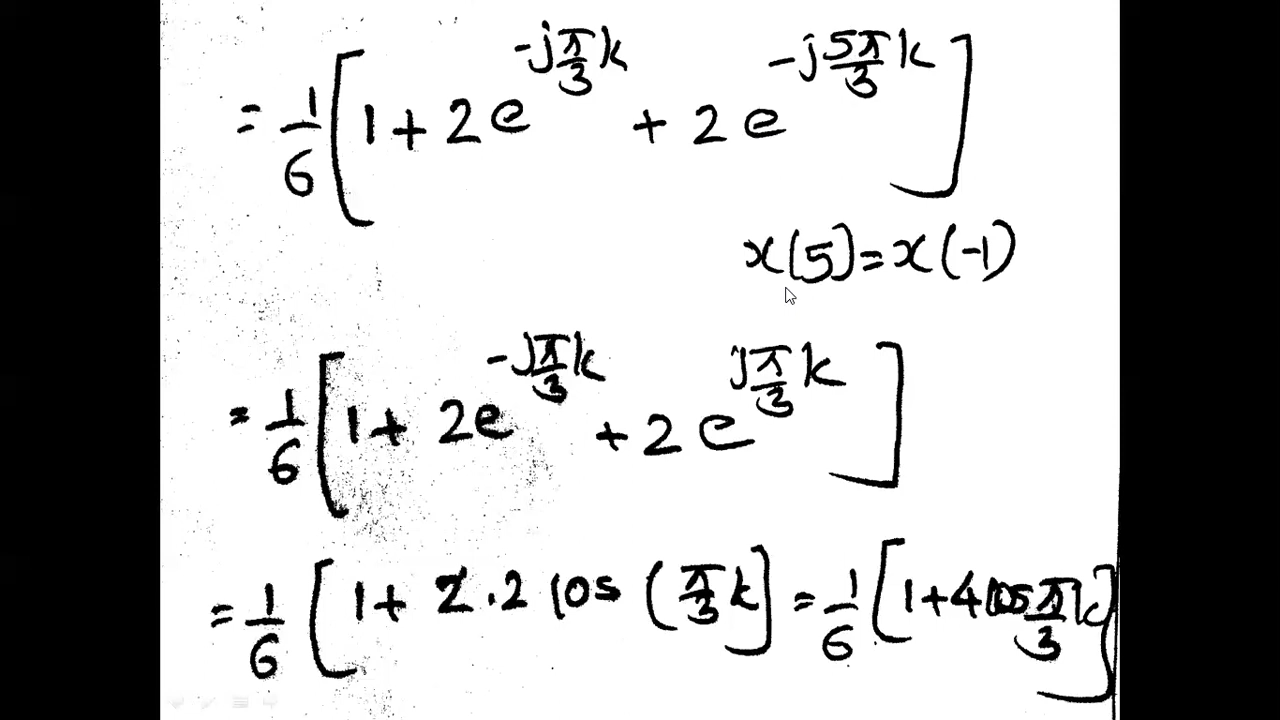 = 1/6 [1 + 2e^{-jπ/3 k} + 2e^{-j5π/3 k}]
x(5) = x(-1)
= 1/6 [1 + 2e^{-jπ/3 k} + 2e^{jπ/3 k}]
= 1/6 [1 + 2.2 cos (π/3 k)] = 1/6 [1 + 4 cos π/3 k]